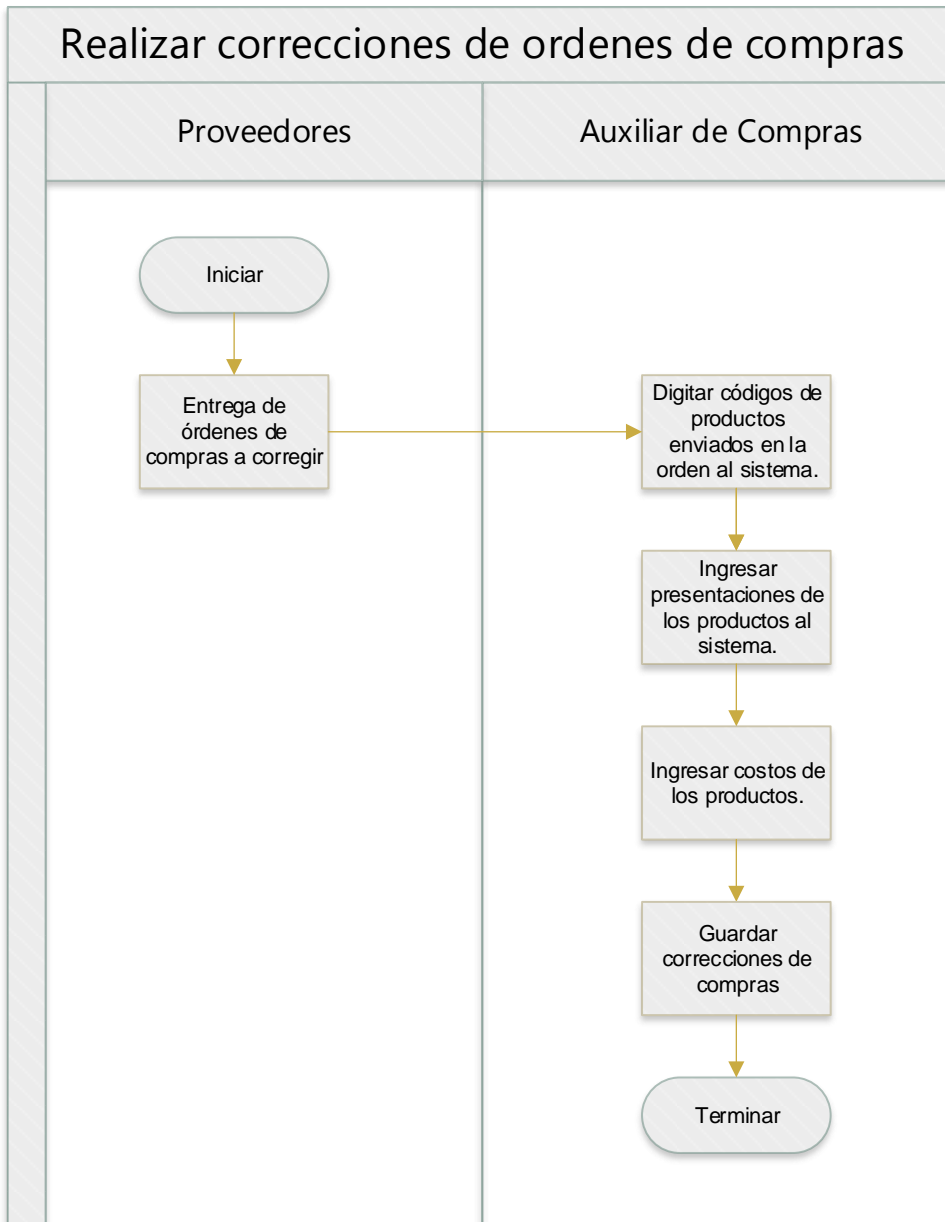 Realizar correcciones de ordenes de compras
Proveedores
Auxiliar de Compras
Iniciar
Entrega de
órdenes de
compras a corregir
Digitar códigos de
productos
enviados en la
orden al sistema.
Ingresar
presentaciones de
los productos al
sistema.
Ingresar costos de
los productos.
Guardar
correcciones de
compras
Terminar